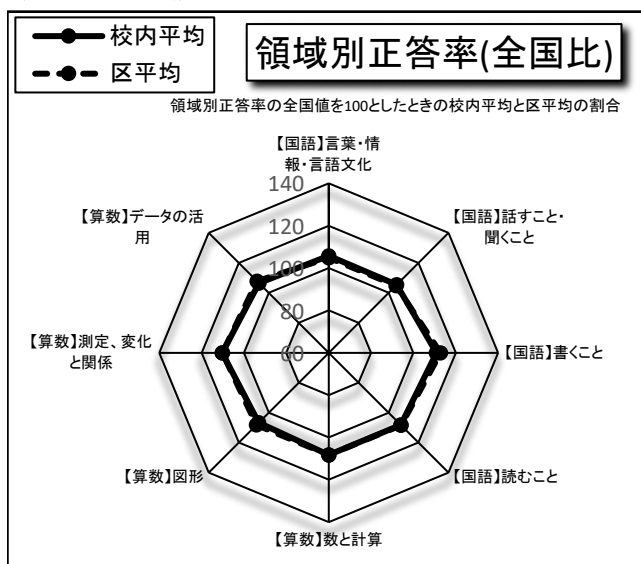 校内平均
区平均
領域別正答率(全国比)
領域別正答率の全国値を100としたときの校内平均と区平均の割合
【国語】言葉・情
報・言語文化
【国語】話すこと・
聞くこと
【国語】書くこと
【国語】読むこと
【算数】数と計算
【算数】図形
【算数】測定、変化
と関係
【算数】データの活
用
140
120
100
80
60